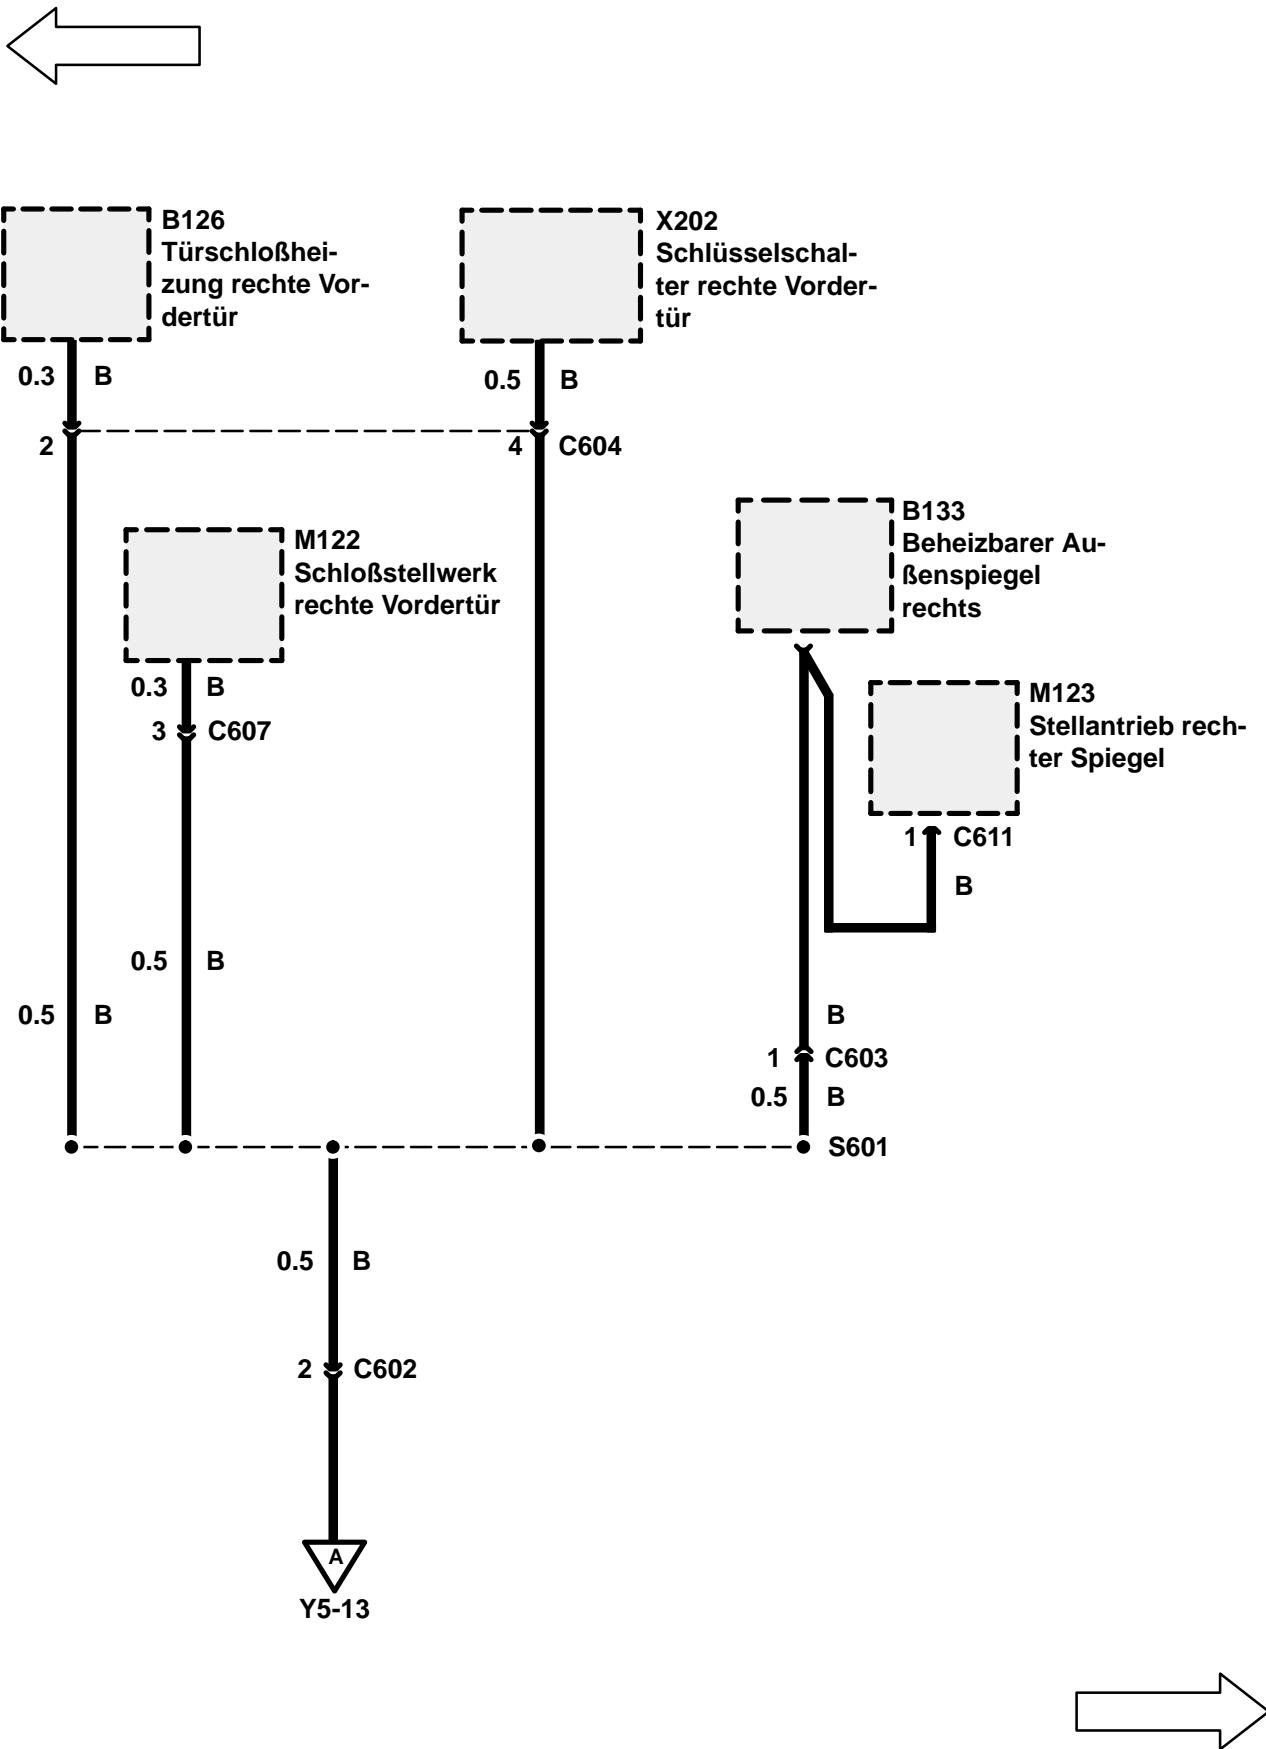 B126
Türschloßhei-
zung rechte Vor-
dertür
X202
Schlüsselschal-
ter rechte Vorder-
tür
0.3 B
0.5 B
2
4 C604
M122
Schloßstellwerk
rechte Vordertür
B133
Beheizbarer Au-
ßenspiegel
rechts
0.3 B
3 C607
M123
Stellantrieb rech-
ter Spiegel
1 C611
B
0.5 B
0.5 B
B
1 C603
0.5 B
S601
0.5 B
2 C602
A
Y5-13